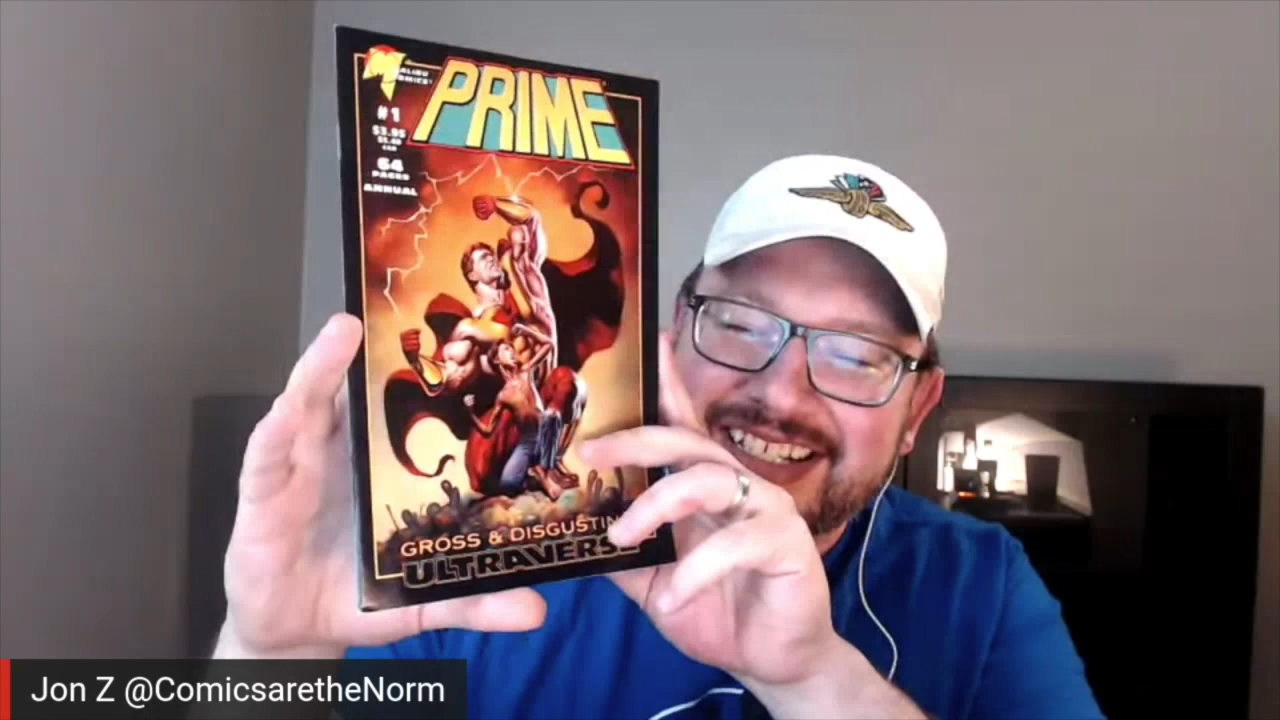 MALIBU
COMICS
PRIME
#1
$3.95
64
PAGES
ANNUAL
GROSS & DISGUSTIN
ULTRAVERSE
Jon Z @ComicsaretheNorm